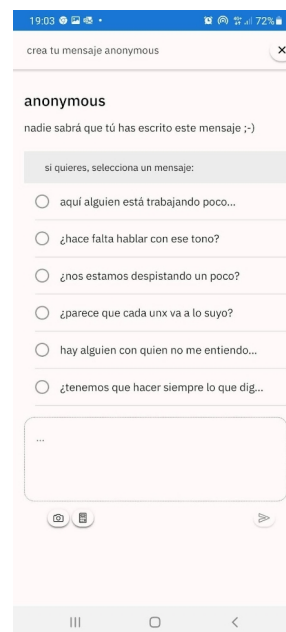 19:03 72%
crea tu mensaje anonymous
anonymous
nadie sabrá que tú has escrito este mensaje ;-)
si quieres, selecciona un mensaje:
aquí alguien está trabajando poco...
¿hace falta hablar con ese tono?
¿nos estamos despistando un poco?
¿parece que cada unx va a lo suyo?
hay alguien con quien no me entiendo...
¿tenemos que hacer siempre lo que dig...
...